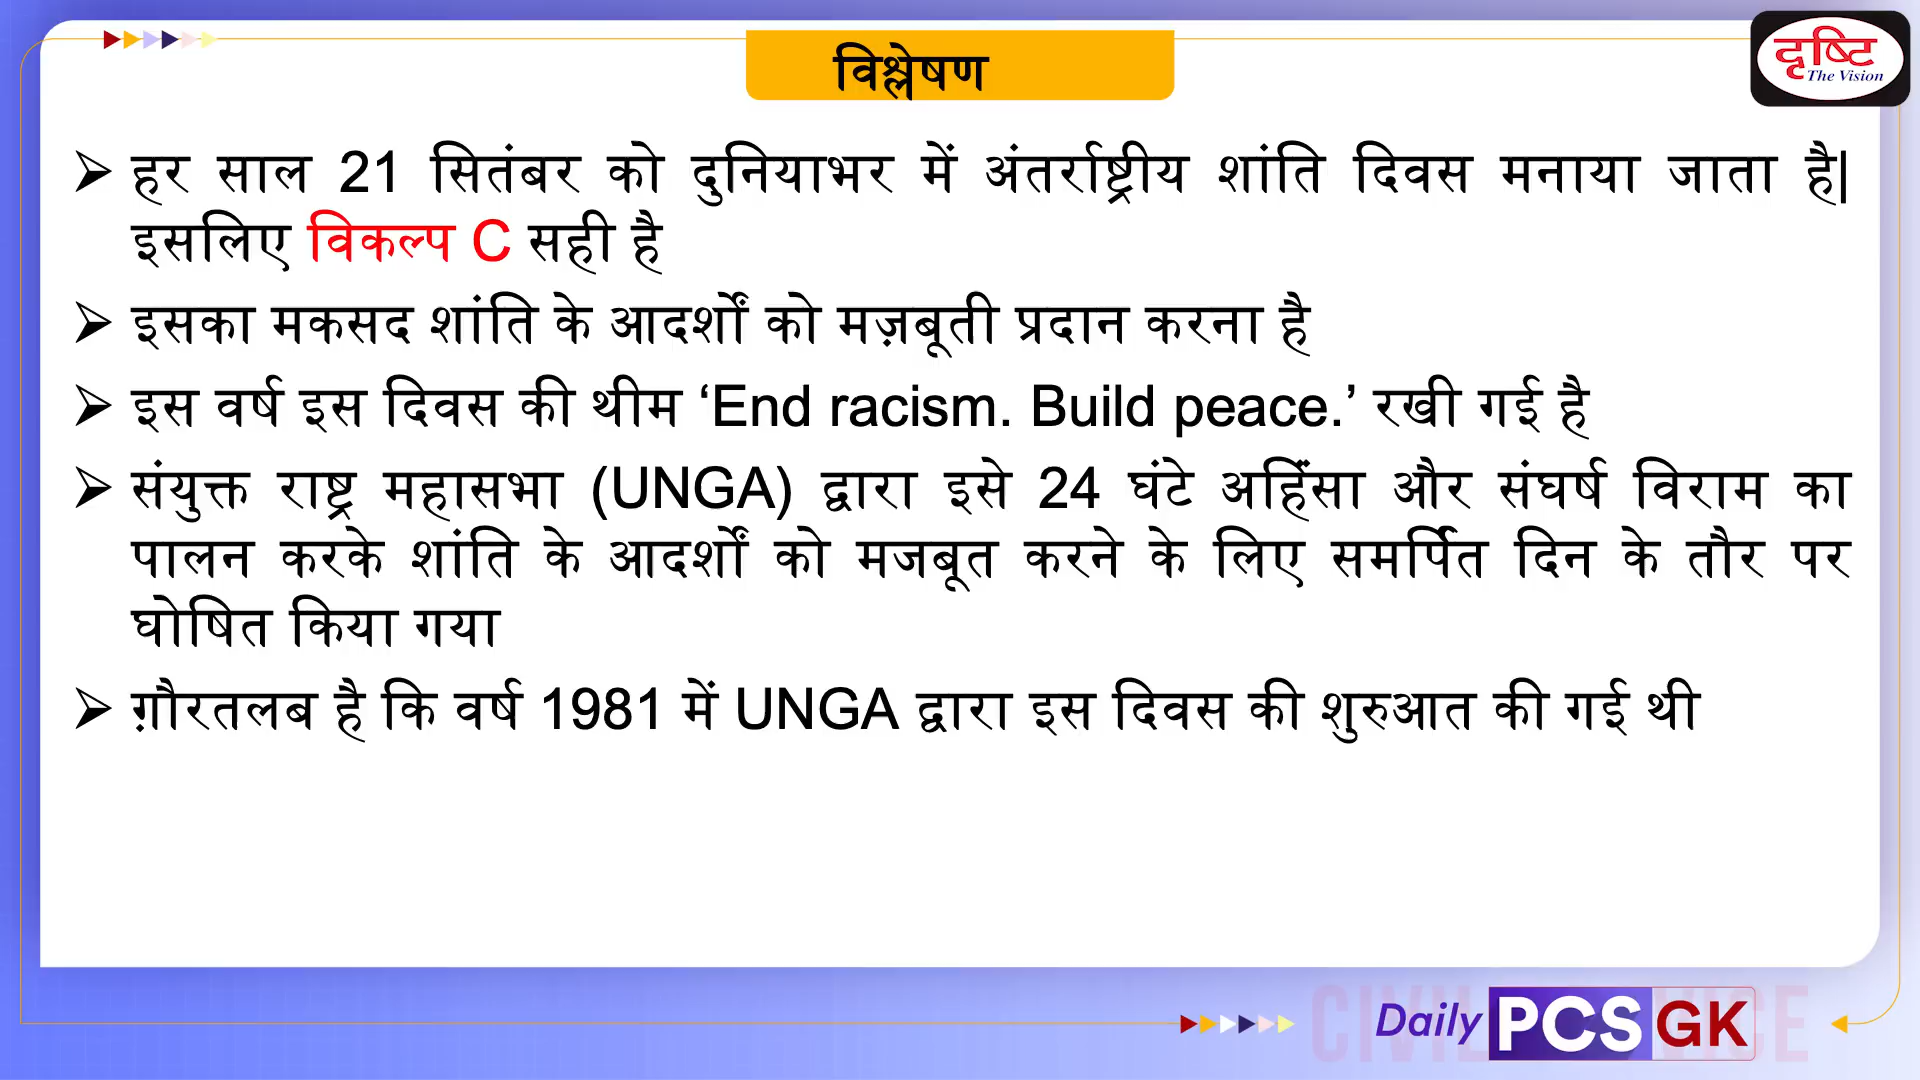 विश्लेषण
दृष्टि
The Vision
➢ हर साल 21 सितंबर को दुनियाभर में अंतर्राष्ट्रीय शांति दिवस मनाया जाता है|
इसलिए विकल्प C सही है
➢ इसका मकसद शांति के आदर्शों को मज़बूती प्रदान करना है
➢ इस वर्ष इस दिवस की थीम ‘End racism. Build peace.’ रखी गई है
➢ संयुक्त राष्ट्र महासभा (UNGA) द्वारा इसे 24 घंटे अहिंसा और संघर्ष विराम का
पालन करके शांति के आदर्शों को मजबूत करने के लिए समर्पित दिन के तौर पर
घोषित किया गया
➢ ग़ौरतलब है कि वर्ष 1981 में UNGA द्वारा इस दिवस की शुरुआत की गई थी
Daily PCS GK